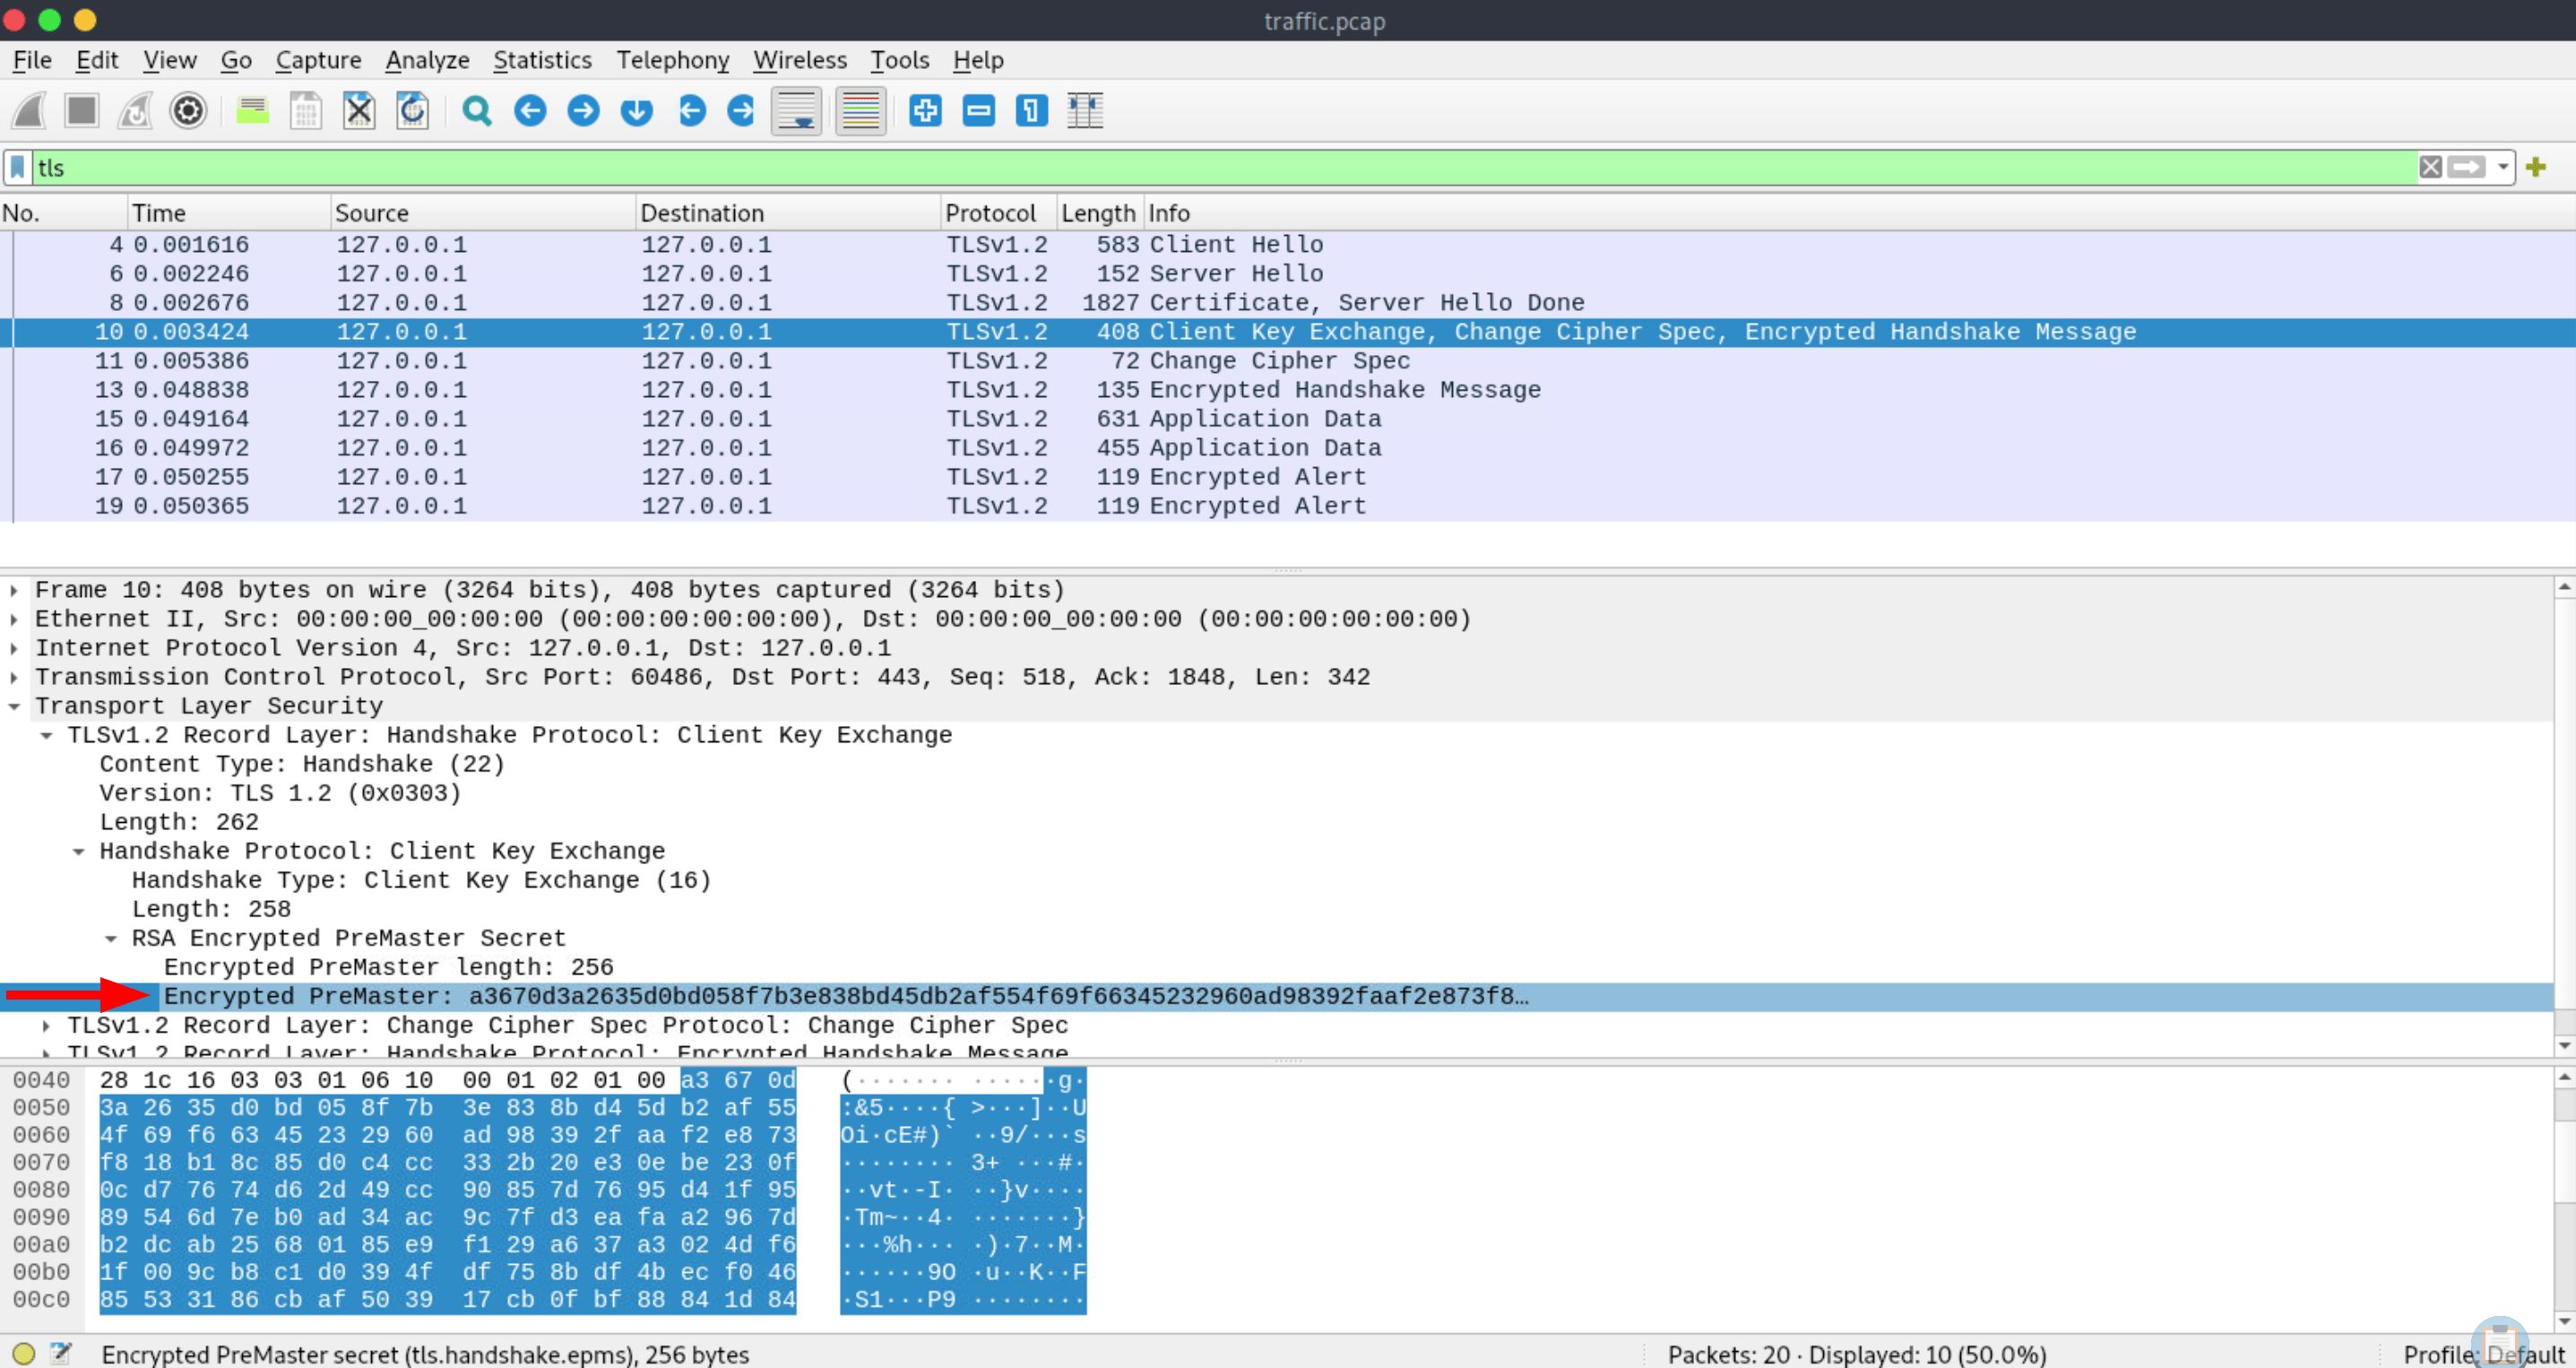 traffic.pcap
File Edit View Go Capture Analyze Statistics Telephony Wireless Tools Help
tls
No. Time Source Destination Protocol Length Info
4 0.001616 127.0.0.1 127.0.0.1 TLSv1.2 583 Client Hello
6 0.002246 127.0.0.1 127.0.0.1 TLSv1.2 152 Server Hello
8 0.002676 127.0.0.1 127.0.0.1 TLSv1.2 1827 Certificate, Server Hello Done
10 0.003424 127.0.0.1 127.0.0.1 TLSv1.2 408 Client Key Exchange, Change Cipher Spec, Encrypted Handshake Message
11 0.005386 127.0.0.1 127.0.0.1 TLSv1.2 72 Change Cipher Spec
13 0.048838 127.0.0.1 127.0.0.1 TLSv1.2 135 Encrypted Handshake Message
15 0.049164 127.0.0.1 127.0.0.1 TLSv1.2 631 Application Data
16 0.049972 127.0.0.1 127.0.0.1 TLSv1.2 455 Application Data
17 0.050255 127.0.0.1 127.0.0.1 TLSv1.2 119 Encrypted Alert
19 0.050365 127.0.0.1 127.0.0.1 TLSv1.2 119 Encrypted Alert
Frame 10: 408 bytes on wire (3264 bits), 408 bytes captured (3264 bits)
Ethernet II, Src: 00:00:00_00:00:00 (00:00:00:00:00:00), Dst: 00:00:00_00:00:00 (00:00:00:00:00:00)
Internet Protocol Version 4, Src: 127.0.0.1, Dst: 127.0.0.1
Transmission Control Protocol, Src Port: 60486, Dst Port: 443, Seq: 518, Ack: 1848, Len: 342
Transport Layer Security
TLSv1.2 Record Layer: Handshake Protocol: Client Key Exchange
Content Type: Handshake (22)
Version: TLS 1.2 (0x0303)
Length: 262
Handshake Protocol: Client Key Exchange
Handshake Type: Client Key Exchange (16)
Length: 258
RSA Encrypted PreMaster Secret
Encrypted PreMaster length: 256
Encrypted PreMaster: a3670d3a2635d0bd058f7b3e838bd45db2af554f69f66345232960ad98392faaf2e873f8…
TLSv1.2 Record Layer: Change Cipher Spec Protocol: Change Cipher Spec
TLSv1.2 Record Layer: Handshake Protocol: Encrypted Handshake Message
0040 28 1c 16 03 03 01 06 10 00 01 02 01 00 a3 67 0d (······· ······g·
0050 3a 26 35 d0 bd 05 8f 7b 3e 83 8b d4 5d b2 af 55 :&5····{ >···]··U
0060 4f 69 f6 63 45 23 29 60 ad 98 39 2f aa f2 e8 73 Oi·cE#)` ··9/···s
0070 f8 18 b1 8c 85 d0 c4 cc 33 2b 20 e3 0e be 23 0f ········ 3+ ···#·
0080 0c d7 76 74 d6 2d 49 cc 90 85 7d 76 95 d4 1f 95 ··vt·-I· ··}v····
0090 89 54 6d 7e b0 ad 34 ac 9c 7f d3 ea fa a2 96 7d ·Tm~··4· ·······}
00a0 b2 dc ab 25 68 01 85 e9 f1 29 a6 37 a3 02 4d f6 ···%h··· ·)·7··M·
00b0 1f 00 9c b8 c1 d0 39 4f df 75 8b df 4b ec f0 46 ······9O ·u··K··F
00c0 85 53 31 86 cb af 50 39 17 cb 0f bf 88 84 1d 84 ·S1···P9 ········
Encrypted PreMaster secret (tls.handshake.epms), 256 bytes Packets: 20 · Displayed: 10 (50.0%) Profile: Default